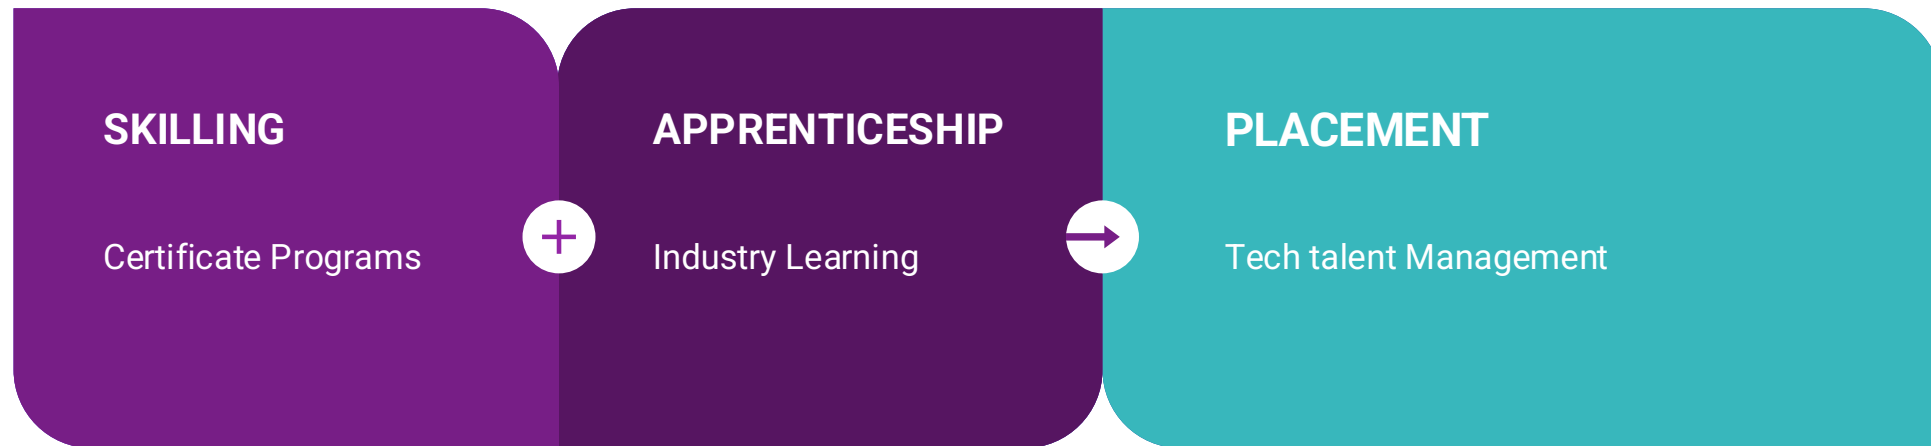 SKILLING
Certificate Programs
APPRENTICESHIP
Industry Learning
PLACEMENT
Tech talent Management